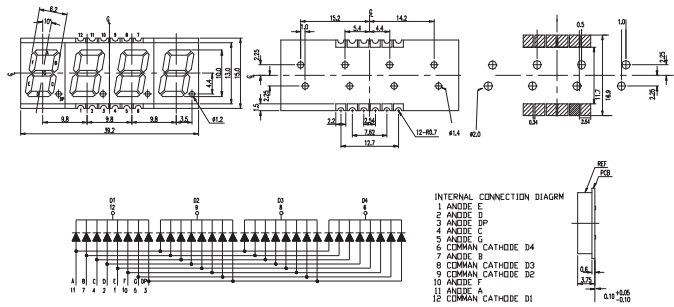 6.2
10°
12 11 10 9 8 7
A
F
B
G
E
C
D
DP
1 2 3 4 5 6
4.4
10.0
13.0
15.0
9.8
9.8
9.8
3.5
ø1.2
39.2
15.2
14.2
1.0
5.4
4.4
2.25
2.25
1.5
2.2
2.54
7.62
12.7
12-R0.7
ø1.4
0.5
1.0
2.25
2.25
11.7
16.9
ø2.0
0.34
2.54
D1
12
D2
9
D3
8
D4
6
A B C D E F G DP
11 7 4 2 1 10 5 3
INTERNAL CONNECTION DIAGRM
1 ANODE E
2 ANODE D
3 ANODE DP
4 ANODE C
5 ANODE G
6 COMMAN CATHODE D4
7 ANODE B
8 COMMAN CATHODE D3
9 COMMAN CATHODE D2
10 ANODE F
11 ANODE A
12 COMMAN CATHODE D1
REF
PCB
0.6
3.75
0.10 +0.05
-0.10